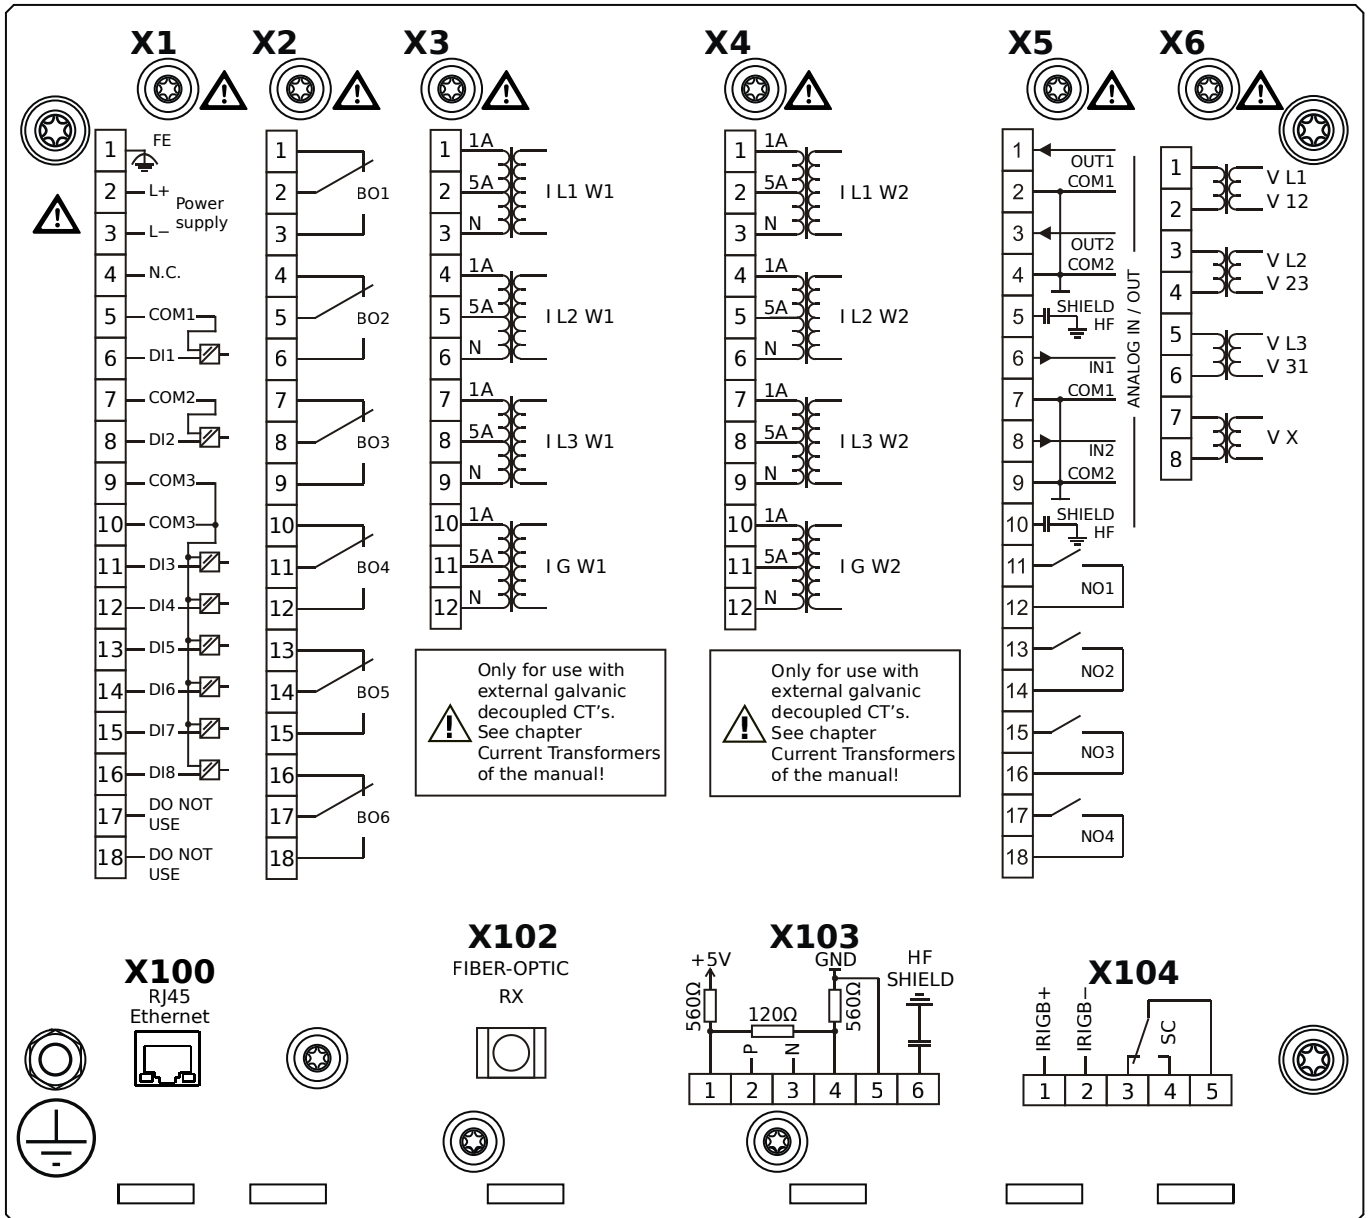 X1 X2 X3 X4 X5 X6
1 FE
2 L+
Power
supply
3 L−
4 N.C.
5 COM1
6 DI1
7 COM2
8 DI2
9 COM3
10 COM3
11 DI3
12 DI4
13 DI5
14 DI6
15 DI7
16 DI8
17 DO NOT
USE
18 DO NOT
USE
1
2 BO1
3
4
5 BO2
6
7
8 BO3
9
10
11 BO4
12
13
14 BO5
15
16
17 BO6
18
1 1A
2 5A I L1 W1
3 N
4 1A
5 5A I L2 W1
6 N
7 1A
8 5A I L3 W1
9 N
10 1A
11 5A I G W1
12 N
Only for use with
external galvanic
decoupled CT's.
See chapter
Current Transformers
of the manual!
1 1A
2 5A I L1 W2
3 N
4 1A
5 5A I L2 W2
6 N
7 1A
8 5A I L3 W2
9 N
10 1A
11 5A I G W2
12 N
Only for use with
external galvanic
decoupled CT's.
See chapter
Current Transformers
of the manual!
1 OUT1
2 COM1
3 OUT2
4 COM2
5 SHIELD
HF
6 IN1
7 COM1
8 IN2
9 COM2
10 SHIELD
HF
ANALOG IN / OUT
11
NO1
12
13
NO2
14
15
NO3
16
17
NO4
18
1 V L1
2 V 12
3 V L2
4 V 23
5 V L3
6 V 31
7 V X
8
X100
RJ45
Ethernet
X102
FIBER-OPTIC
RX
X103
+5V GND HF
SHIELD
560Ω 120Ω 560Ω
P N
1 2 3 4 5 6
X104
IRIGB+ IRIGB− SC
1 2 3 4 5